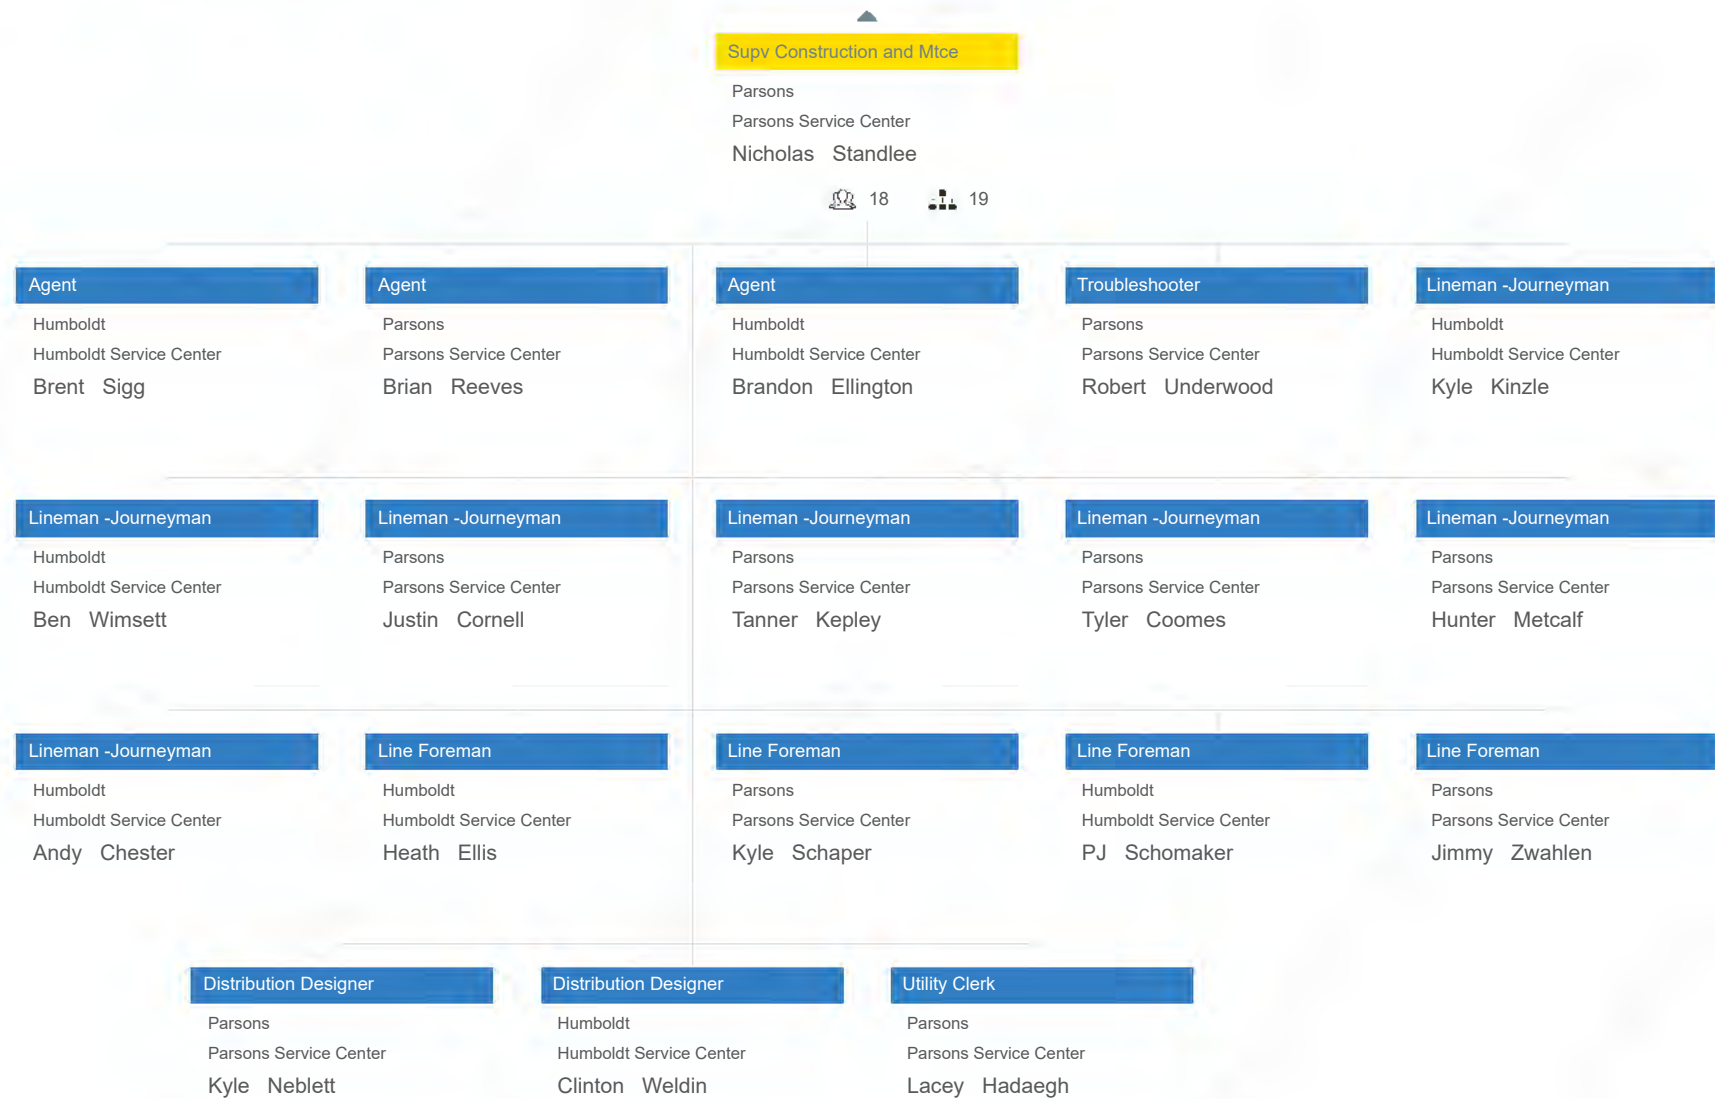 Supv Construction and Mtce
Parsons
Parsons Service Center
Nicholas Standlee
18 19
Agent
Humboldt
Humboldt Service Center
Brent Sigg
Agent
Parsons
Parsons Service Center
Brian Reeves
Agent
Humboldt
Humboldt Service Center
Brandon Ellington
Troubleshooter
Parsons
Parsons Service Center
Robert Underwood
Lineman -Journeyman
Humboldt
Humboldt Service Center
Kyle Kinzle
Lineman -Journeyman
Humboldt
Humboldt Service Center
Ben Wimsett
Lineman -Journeyman
Parsons
Parsons Service Center
Justin Cornell
Lineman -Journeyman
Parsons
Parsons Service Center
Tanner Kepley
Lineman -Journeyman
Parsons
Parsons Service Center
Tyler Coomes
Lineman -Journeyman
Parsons
Parsons Service Center
Hunter Metcalf
Lineman -Journeyman
Humboldt
Humboldt Service Center
Andy Chester
Line Foreman
Humboldt
Humboldt Service Center
Heath Ellis
Line Foreman
Parsons
Parsons Service Center
Kyle Schaper
Line Foreman
Humboldt
Humboldt Service Center
PJ Schomaker
Line Foreman
Parsons
Parsons Service Center
Jimmy Zwahlen
Distribution Designer
Parsons
Parsons Service Center
Kyle Neblett
Distribution Designer
Humboldt
Humboldt Service Center
Clinton Weldin
Utility Clerk
Parsons
Parsons Service Center
Lacey Hadaegh